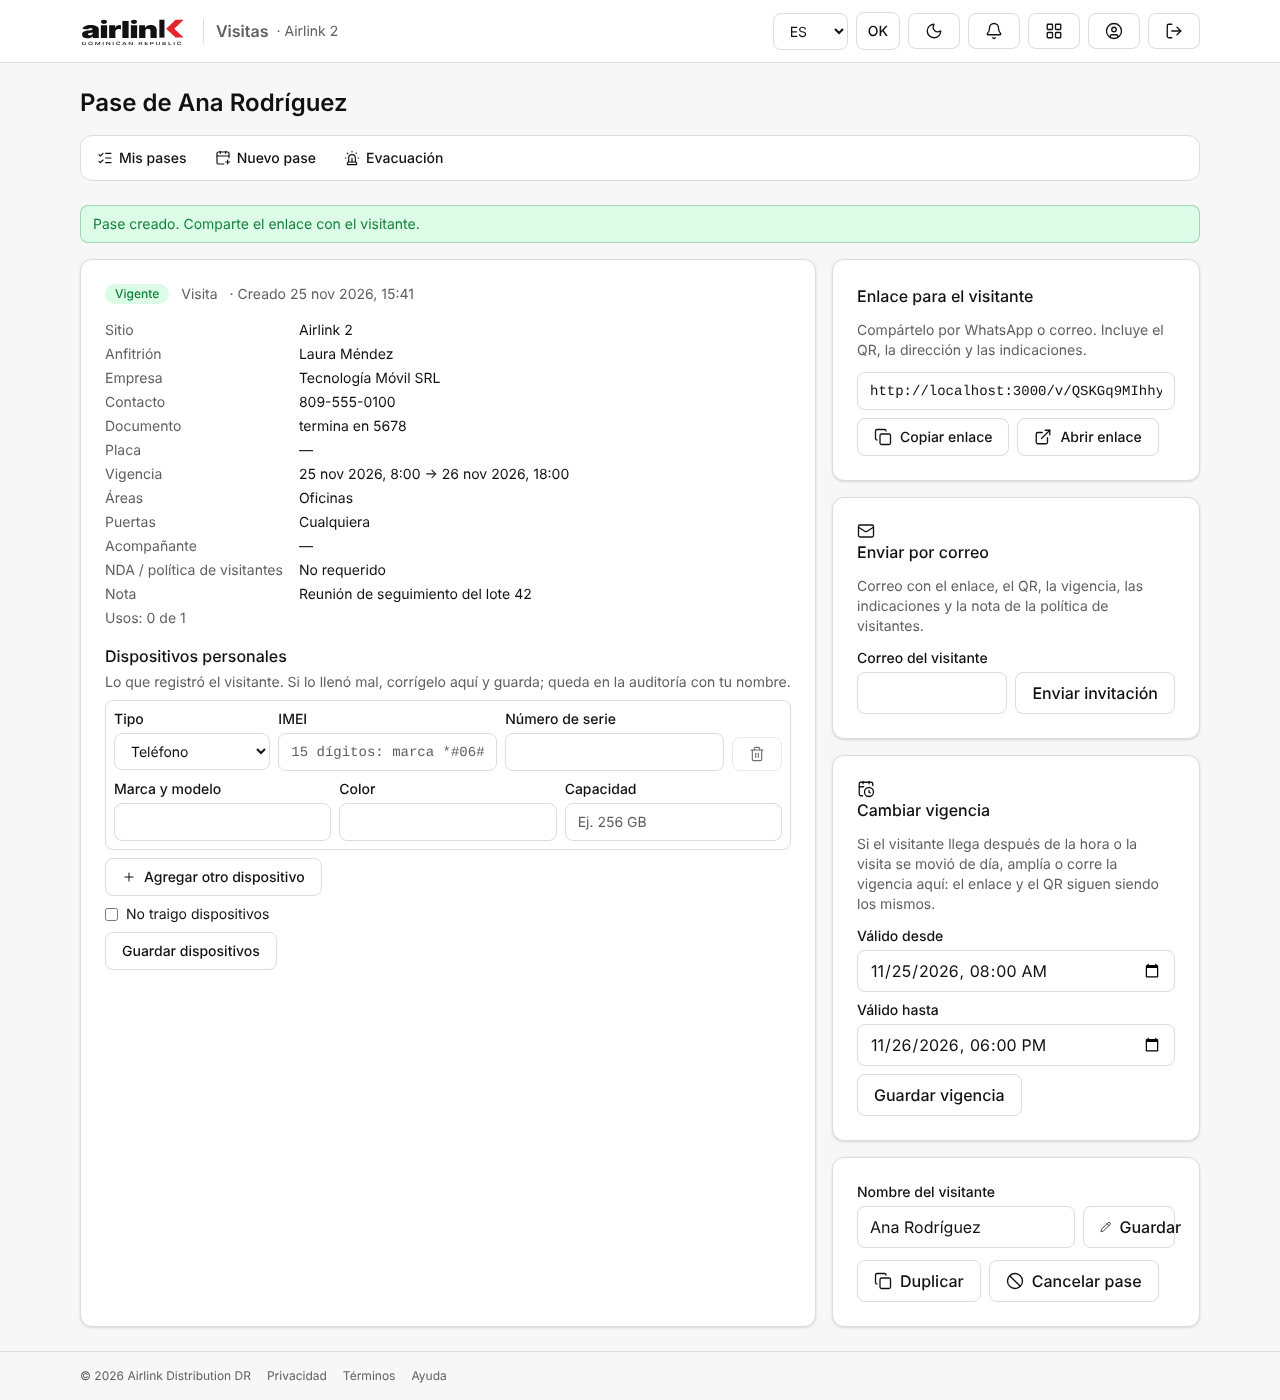 airlink
DOMINICAN REPUBLIC
Visitas · Airlink 2
ES
OK
Pase de Ana Rodríguez
Mis pases
Nuevo pase
Evacuación
Pase creado. Comparte el enlace con el visitante.
Vigente Visita · Creado 25 nov 2026, 15:41
Sitio Airlink 2
Anfitrión Laura Méndez
Empresa Tecnología Móvil SRL
Contacto 809-555-0100
Documento termina en 5678
Placa —
Vigencia 25 nov 2026, 8:00 → 26 nov 2026, 18:00
Áreas Oficinas
Puertas Cualquiera
Acompañante —
NDA / política de visitantes No requerido
Nota Reunión de seguimiento del lote 42
Usos: 0 de 1
Dispositivos personales
Lo que registró el visitante. Si lo llenó mal, corrígelo aquí y guarda; queda en la auditoría con tu nombre.
Tipo IMEI Número de serie
Teléfono 15 dígitos: marca *#06#
Marca y modelo Color Capacidad
Ej. 256 GB
Agregar otro dispositivo
No traigo dispositivos
Guardar dispositivos
Enlace para el visitante
Compártelo por WhatsApp o correo. Incluye el
QR, la dirección y las indicaciones.
http://localhost:3000/v/QSKGq9MIhhy
Copiar enlace Abrir enlace
Enviar por correo
Correo con el enlace, el QR, la vigencia, las
indicaciones y la nota de la política de
visitantes.
Correo del visitante
Enviar invitación
Cambiar vigencia
Si el visitante llega después de la hora o la
visita se movió de día, amplía o corre la
vigencia aquí: el enlace y el QR siguen siendo
los mismos.
Válido desde
11/25/2026, 08:00 AM
Válido hasta
11/26/2026, 06:00 PM
Guardar vigencia
Nombre del visitante
Ana Rodríguez Guardar
Duplicar Cancelar pase
© 2026 Airlink Distribution DR Privacidad Términos Ayuda